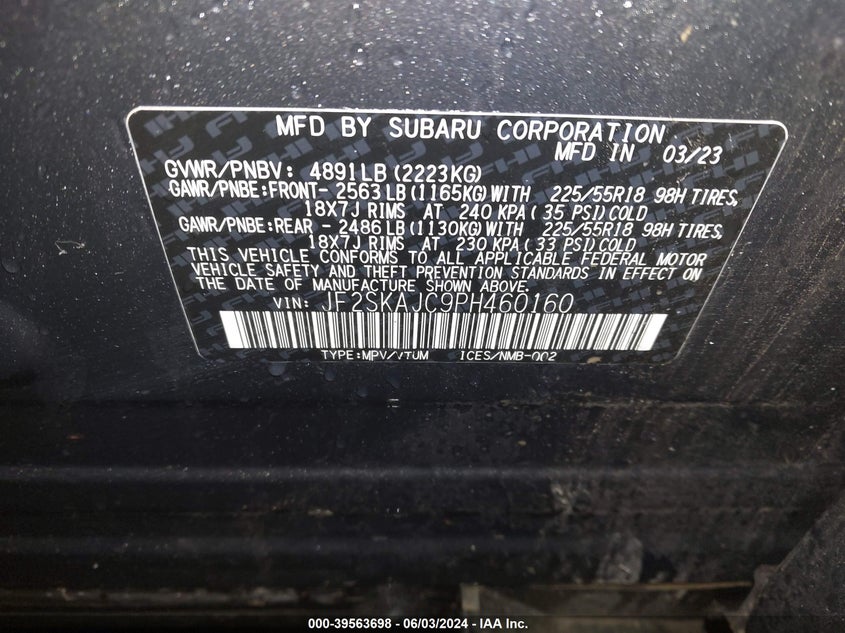 MFD BY SUBARU CORPORATION
MFD IN 03/23
GVWR/PNBV: 4891LB (2223KG)
GAWR/PNBE:FRONT- 2563LB(1165KG)WITH 225/55R18 98H TIRES,
18X7J RIMS AT 240 KPA( 35 PSI)COLD
GAWR/PNBE:REAR - 2486LB(1130KG)WITH 225/55R18 98H TIRES,
18X7J RIMS AT 230 KPA( 33 PSI)COLD
THIS VEHICLE CONFORMS TO ALL APPLICABLE FEDERAL MOTOR
VEHICLE SAFETY AND THEFT PREVENTION STANDARDS IN EFFECT ON
THE DATE OF MANUFACTURE SHOWN ABOVE.
VIN: JF2SKAJC9PH460160
TYPE:MPV/VTUM ICES/NMB-002
000-39563698 - 06/03/2024 - IAA Inc.